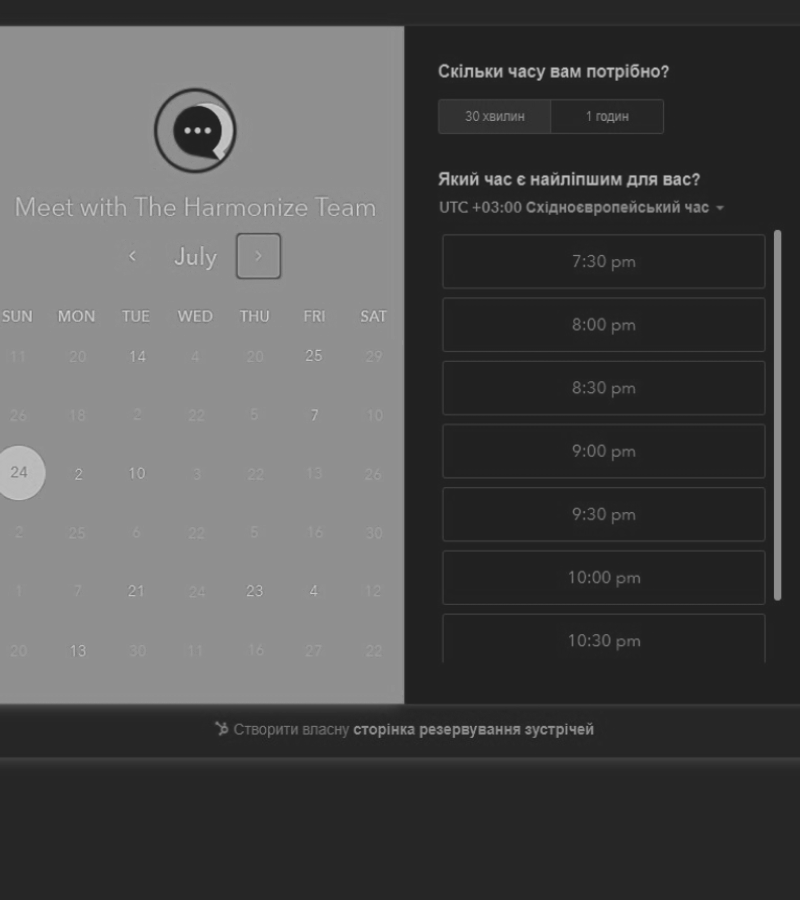 Meet with The Harmonize Team
July
SUN MON TUE WED THU FRI SAT
11 20 14 4 20 25 29
26 18 2 22 5 7 10
24 2 10 3 22 13 26
2 25 6 22 5 16 30
1 7 21 24 23 4 12
20 13 30 11 16 27 22
Скільки часу вам потрібно?
30 хвилин 1 годин
Який час є найліпшим для вас?
UTC +03:00 Східноєвропейський час
7:30 pm
8:00 pm
8:30 pm
9:00 pm
9:30 pm
10:00 pm
10:30 pm
Створити власну сторінка резервування зустрічей